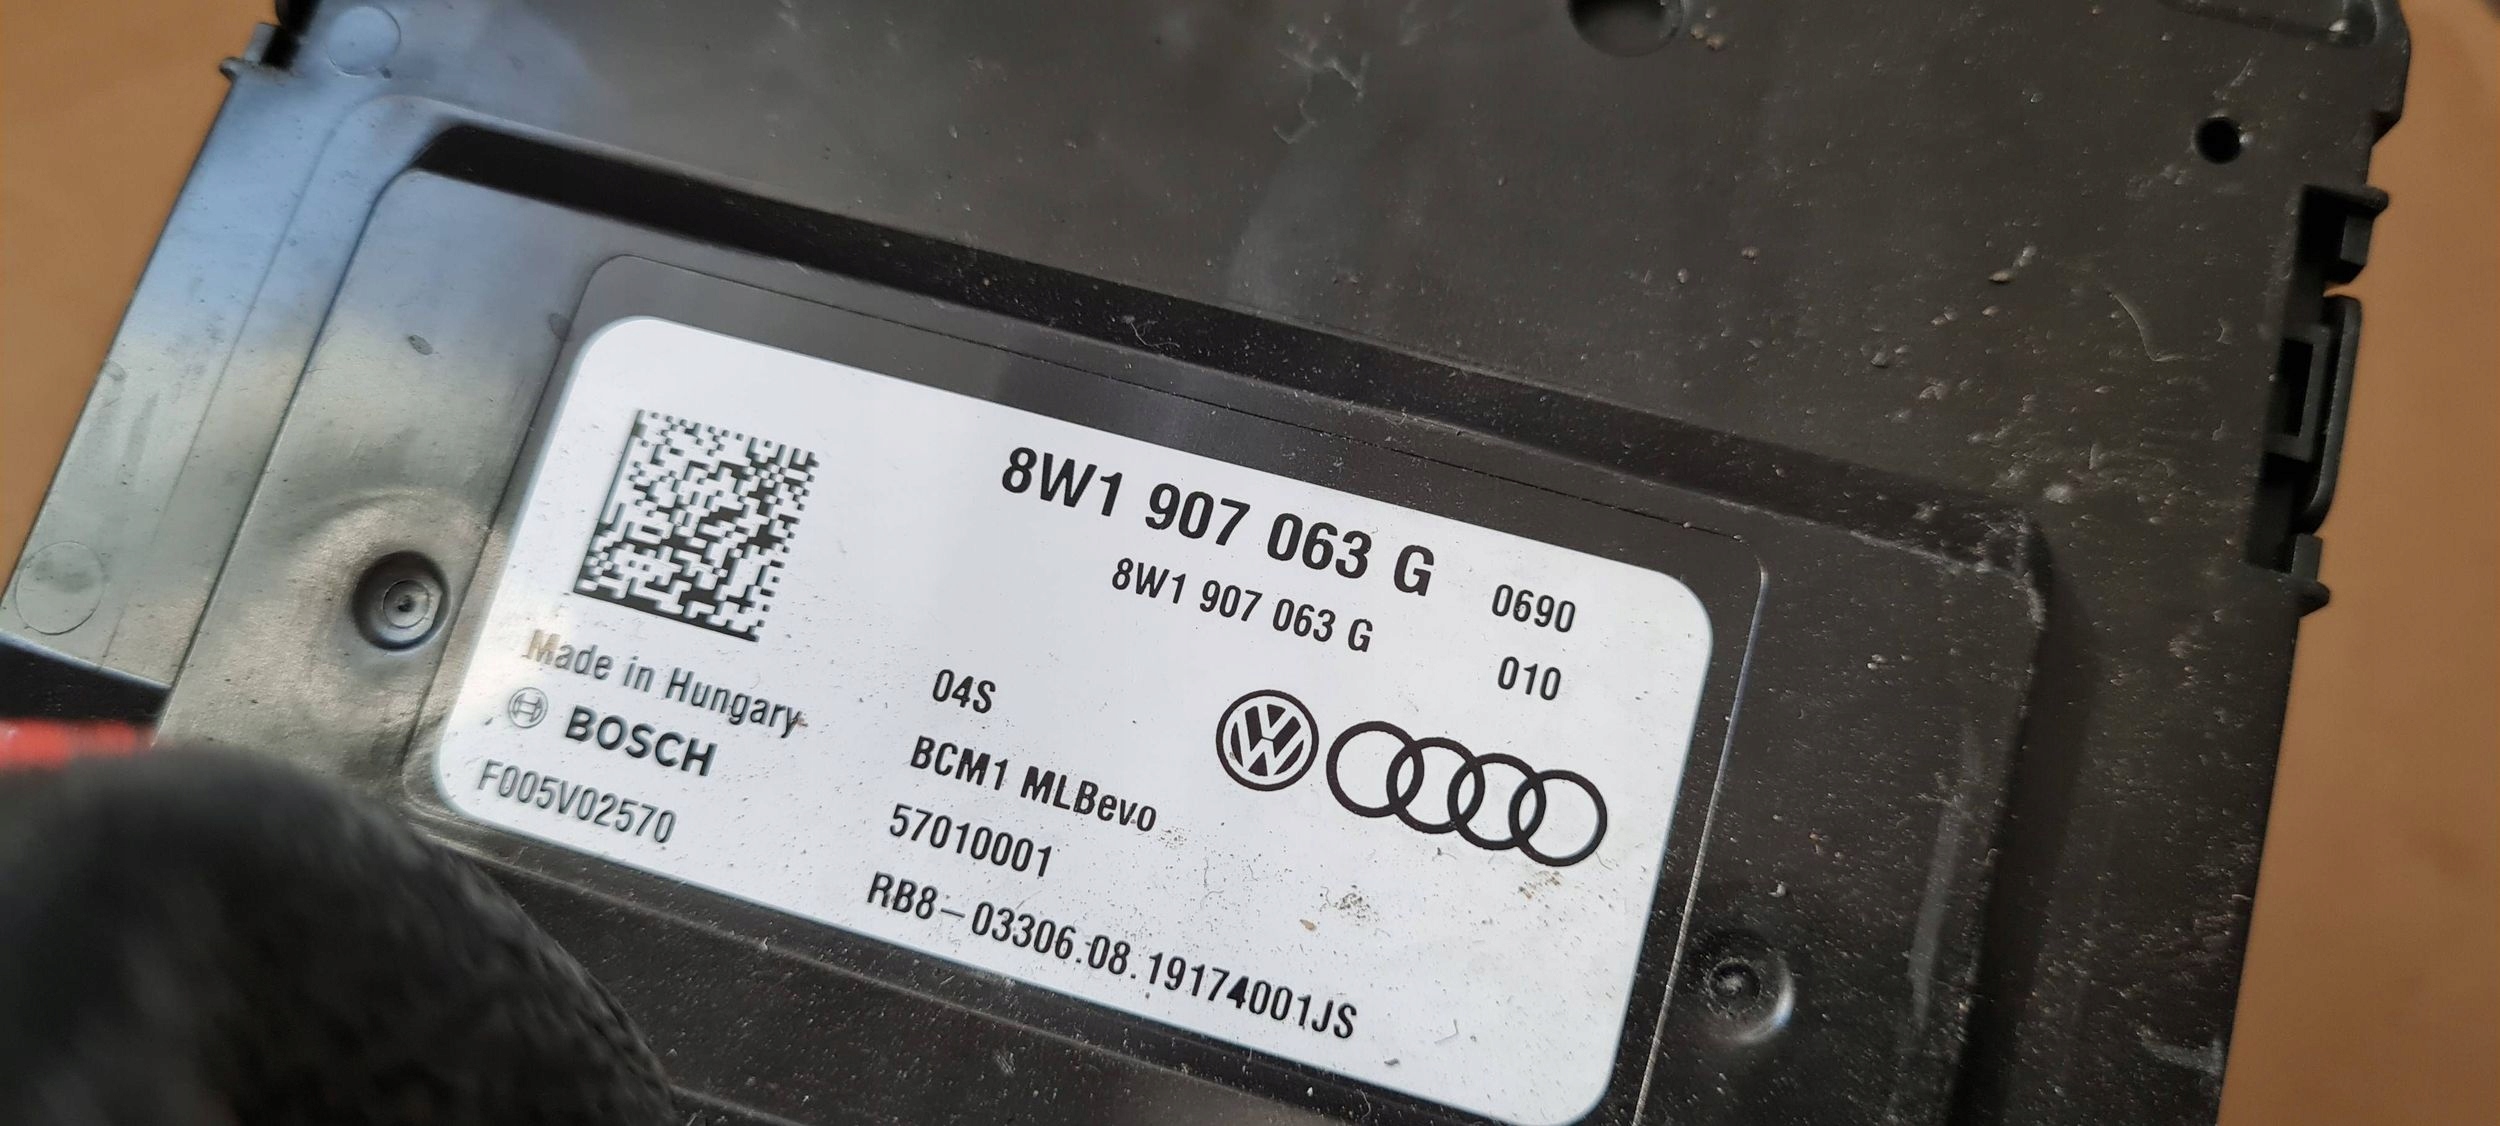 8W1 907 063 G 0690
8W1 907 063 G 010
Made in Hungary
BOSCH
F005V02570
04S
BCM1 MLBevo
57010001
RB8-03306.08.19174001JS